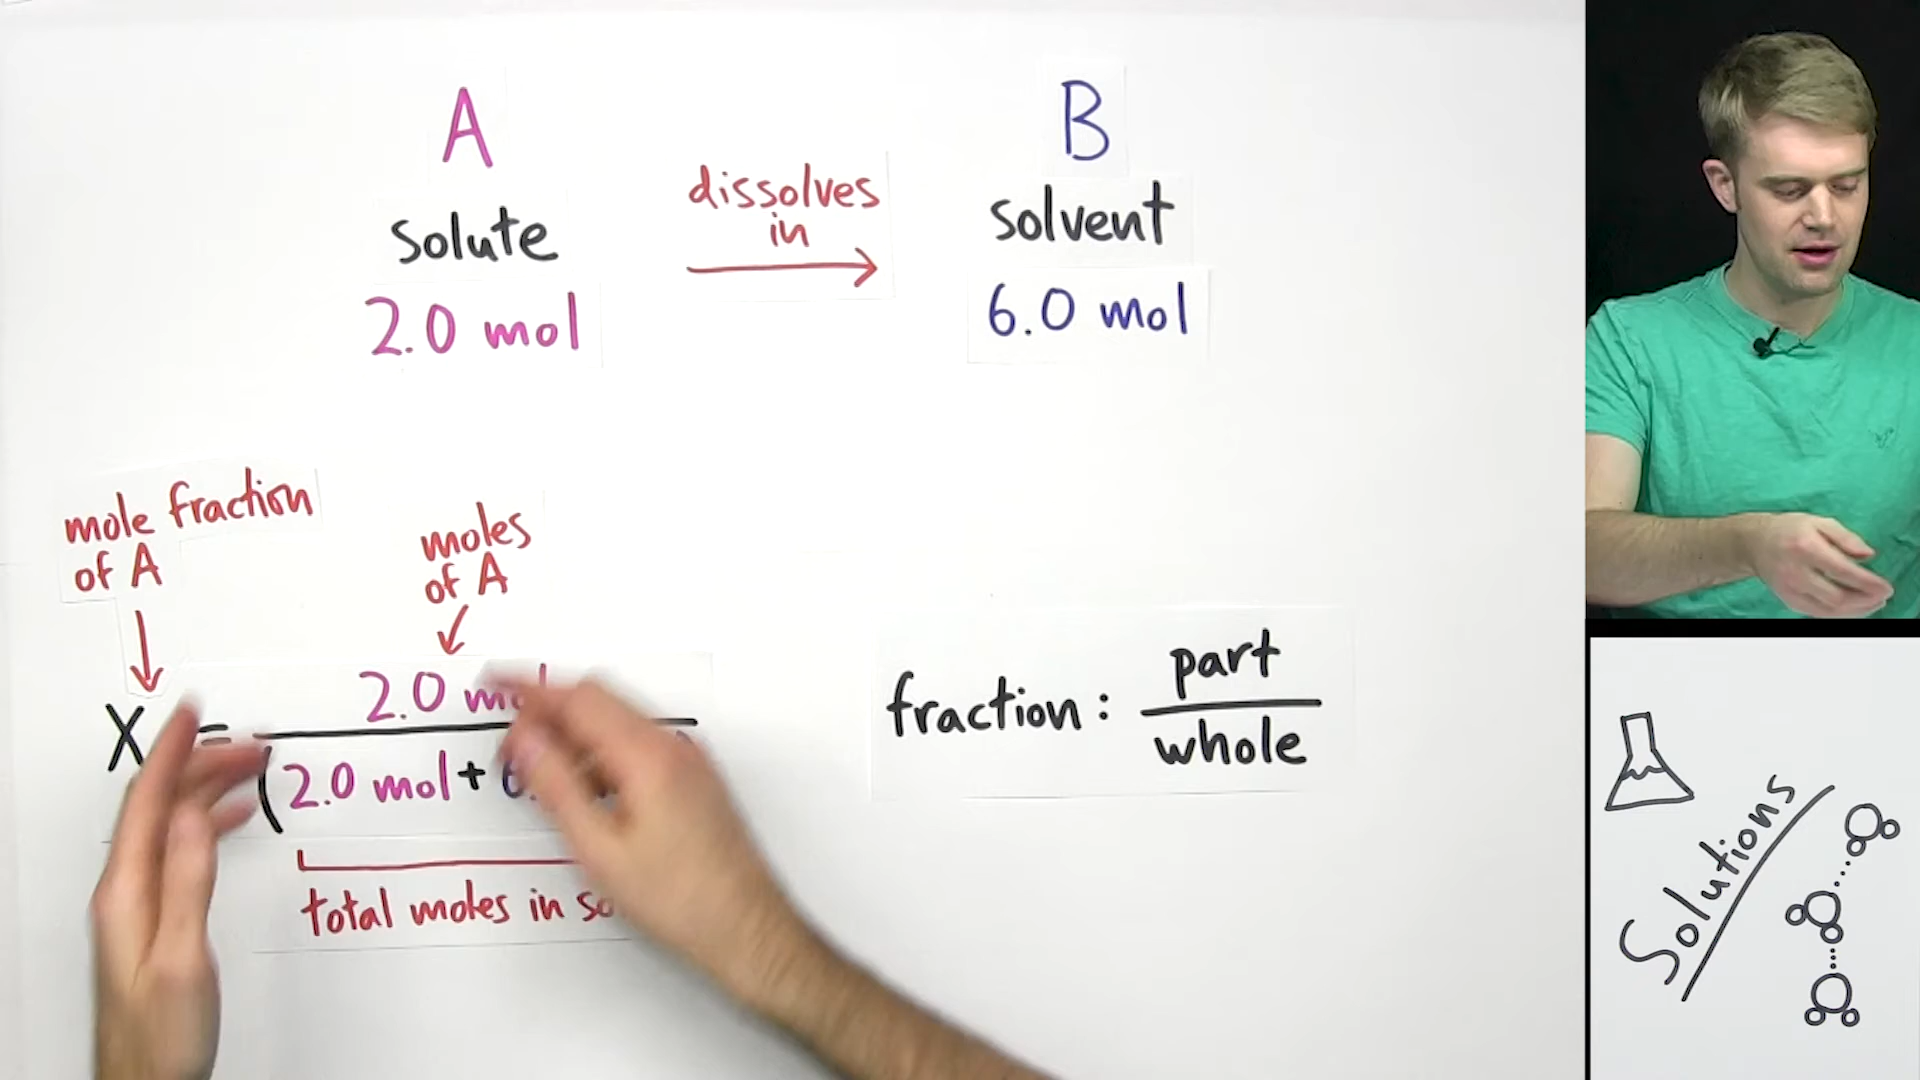 A
solute
2.0 mol
dissolves
in
B
solvent
6.0 mol
mole fraction
of A
moles
of A
X =
2.0 mol
(2.0 mol +
total moles in
fraction: part
whole
Solutions